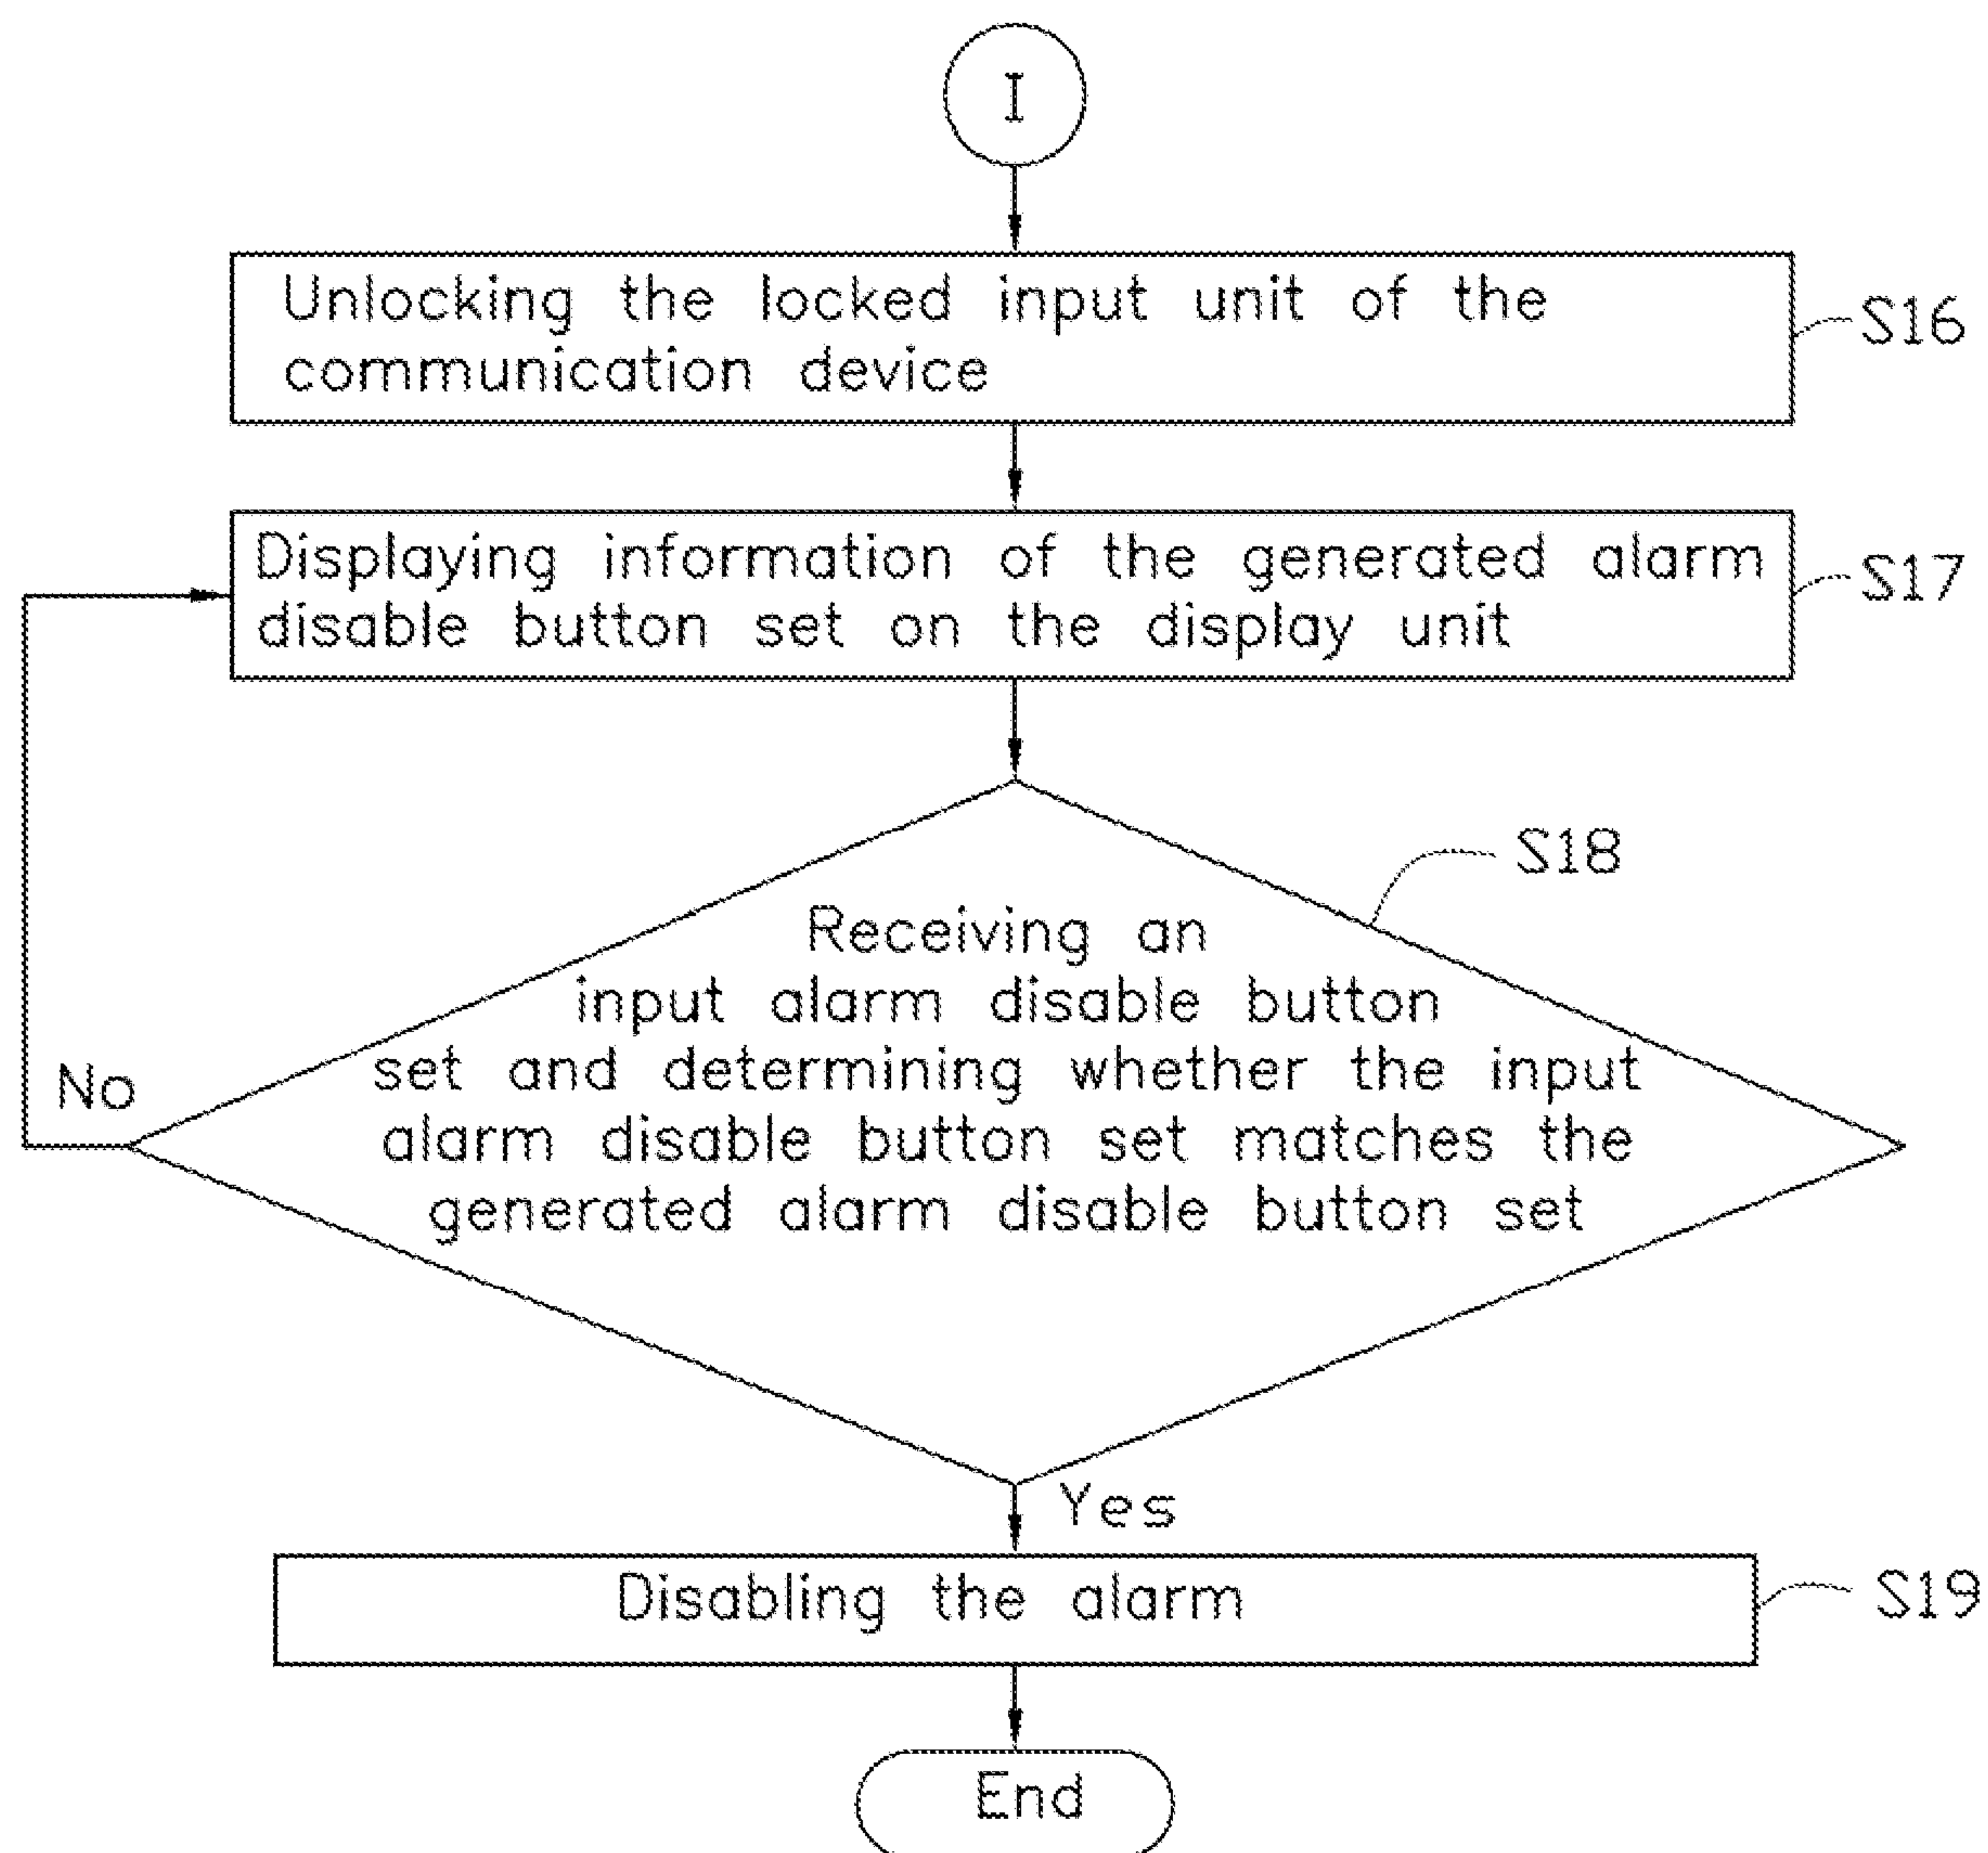 I
Unlocking the locked input unit of the
communication device
S16
Displaying information of the generated alarm
disable button set on the display unit
S17
S18
Receiving an
input alarm disable button
set and determining whether the input
alarm disable button set matches the
generated alarm disable button set
No
Yes
Disabling the alarm
S19
End